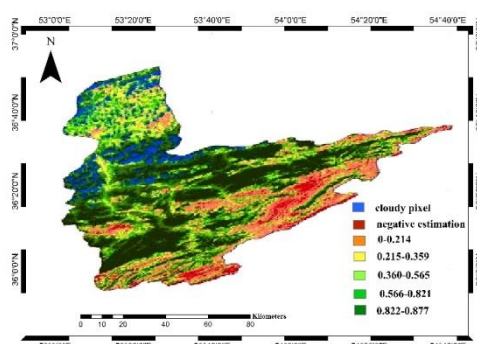 53°0'0"E 53°20'0"E 53°40'0"E 54°0'0"E 54°20'0"E 54°40'0"E
37°0'0"N
N
36°40'0"N
36°20'0"N
36°0'0"N
cloudy pixel
negative estimation
0-0.214
0.215-0.359
0.360-0.565
0.566-0.821
0.822-0.877
Kilometers
0 10 20 40 60 80